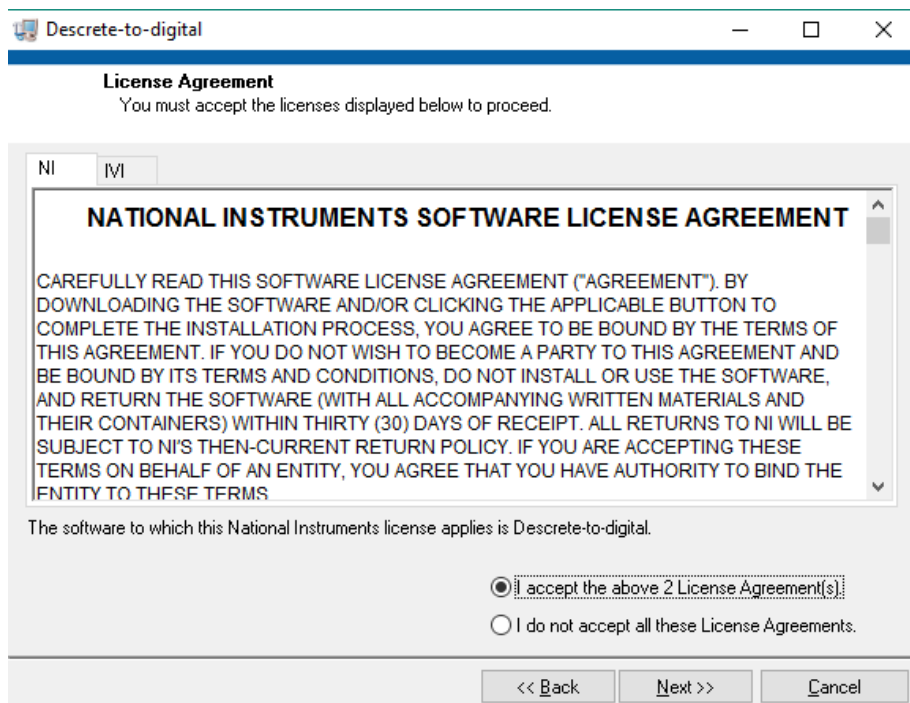 Descrete-to-digital
License Agreement
You must accept the licenses displayed below to proceed.
NI IVI
NATIONAL INSTRUMENTS SOFTWARE LICENSE AGREEMENT
CAREFULLY READ THIS SOFTWARE LICENSE AGREEMENT ("AGREEMENT"). BY
DOWNLOADING THE SOFTWARE AND/OR CLICKING THE APPLICABLE BUTTON TO
COMPLETE THE INSTALLATION PROCESS, YOU AGREE TO BE BOUND BY THE TERMS OF
THIS AGREEMENT. IF YOU DO NOT WISH TO BECOME A PARTY TO THIS AGREEMENT AND
BE BOUND BY ITS TERMS AND CONDITIONS, DO NOT INSTALL OR USE THE SOFTWARE,
AND RETURN THE SOFTWARE (WITH ALL ACCOMPANYING WRITTEN MATERIALS AND
THEIR CONTAINERS) WITHIN THIRTY (30) DAYS OF RECEIPT. ALL RETURNS TO NI WILL BE
SUBJECT TO NI'S THEN-CURRENT RETURN POLICY. IF YOU ARE ACCEPTING THESE
TERMS ON BEHALF OF AN ENTITY, YOU AGREE THAT YOU HAVE AUTHORITY TO BIND THE
ENTITY TO THESE TERMS
The software to which this National Instruments license applies is Descrete-to-digital.
I accept the above 2 License Agreement(s).
I do not accept all these License Agreements.
<< Back Next >> Cancel